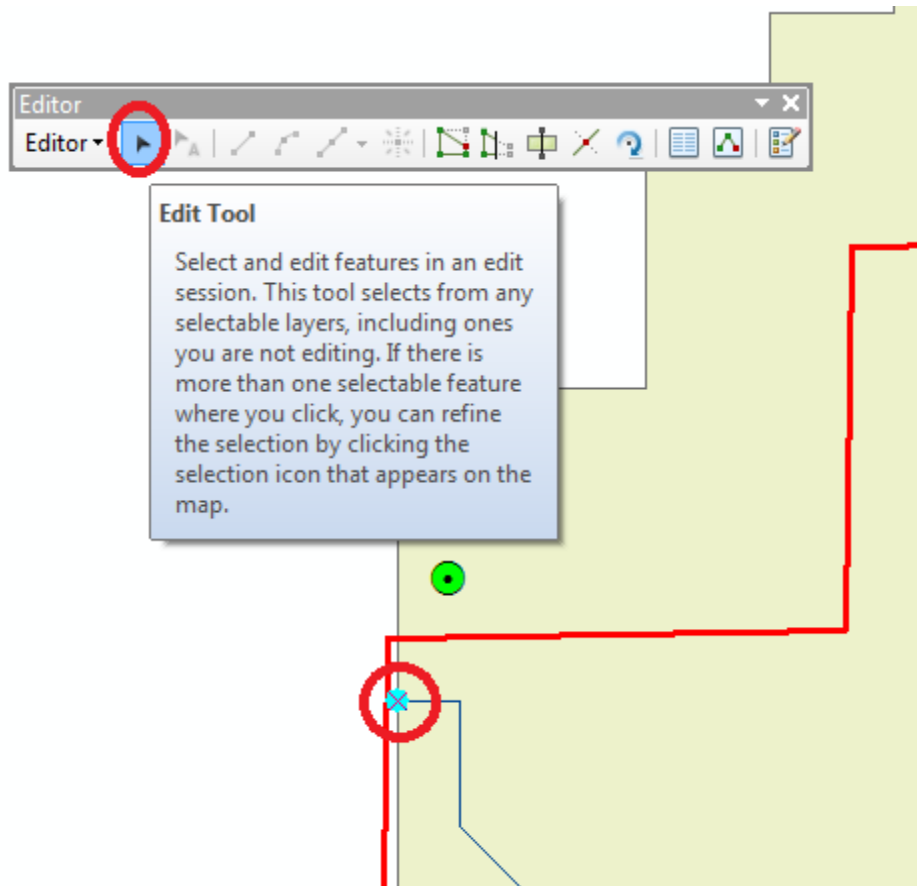 Editor
Editor
A
Edit Tool
Select and edit features in an edit
session. This tool selects from any
selectable layers, including ones
you are not editing. If there is
more than one selectable feature
where you click, you can refine
the selection by clicking the
selection icon that appears on the
map.